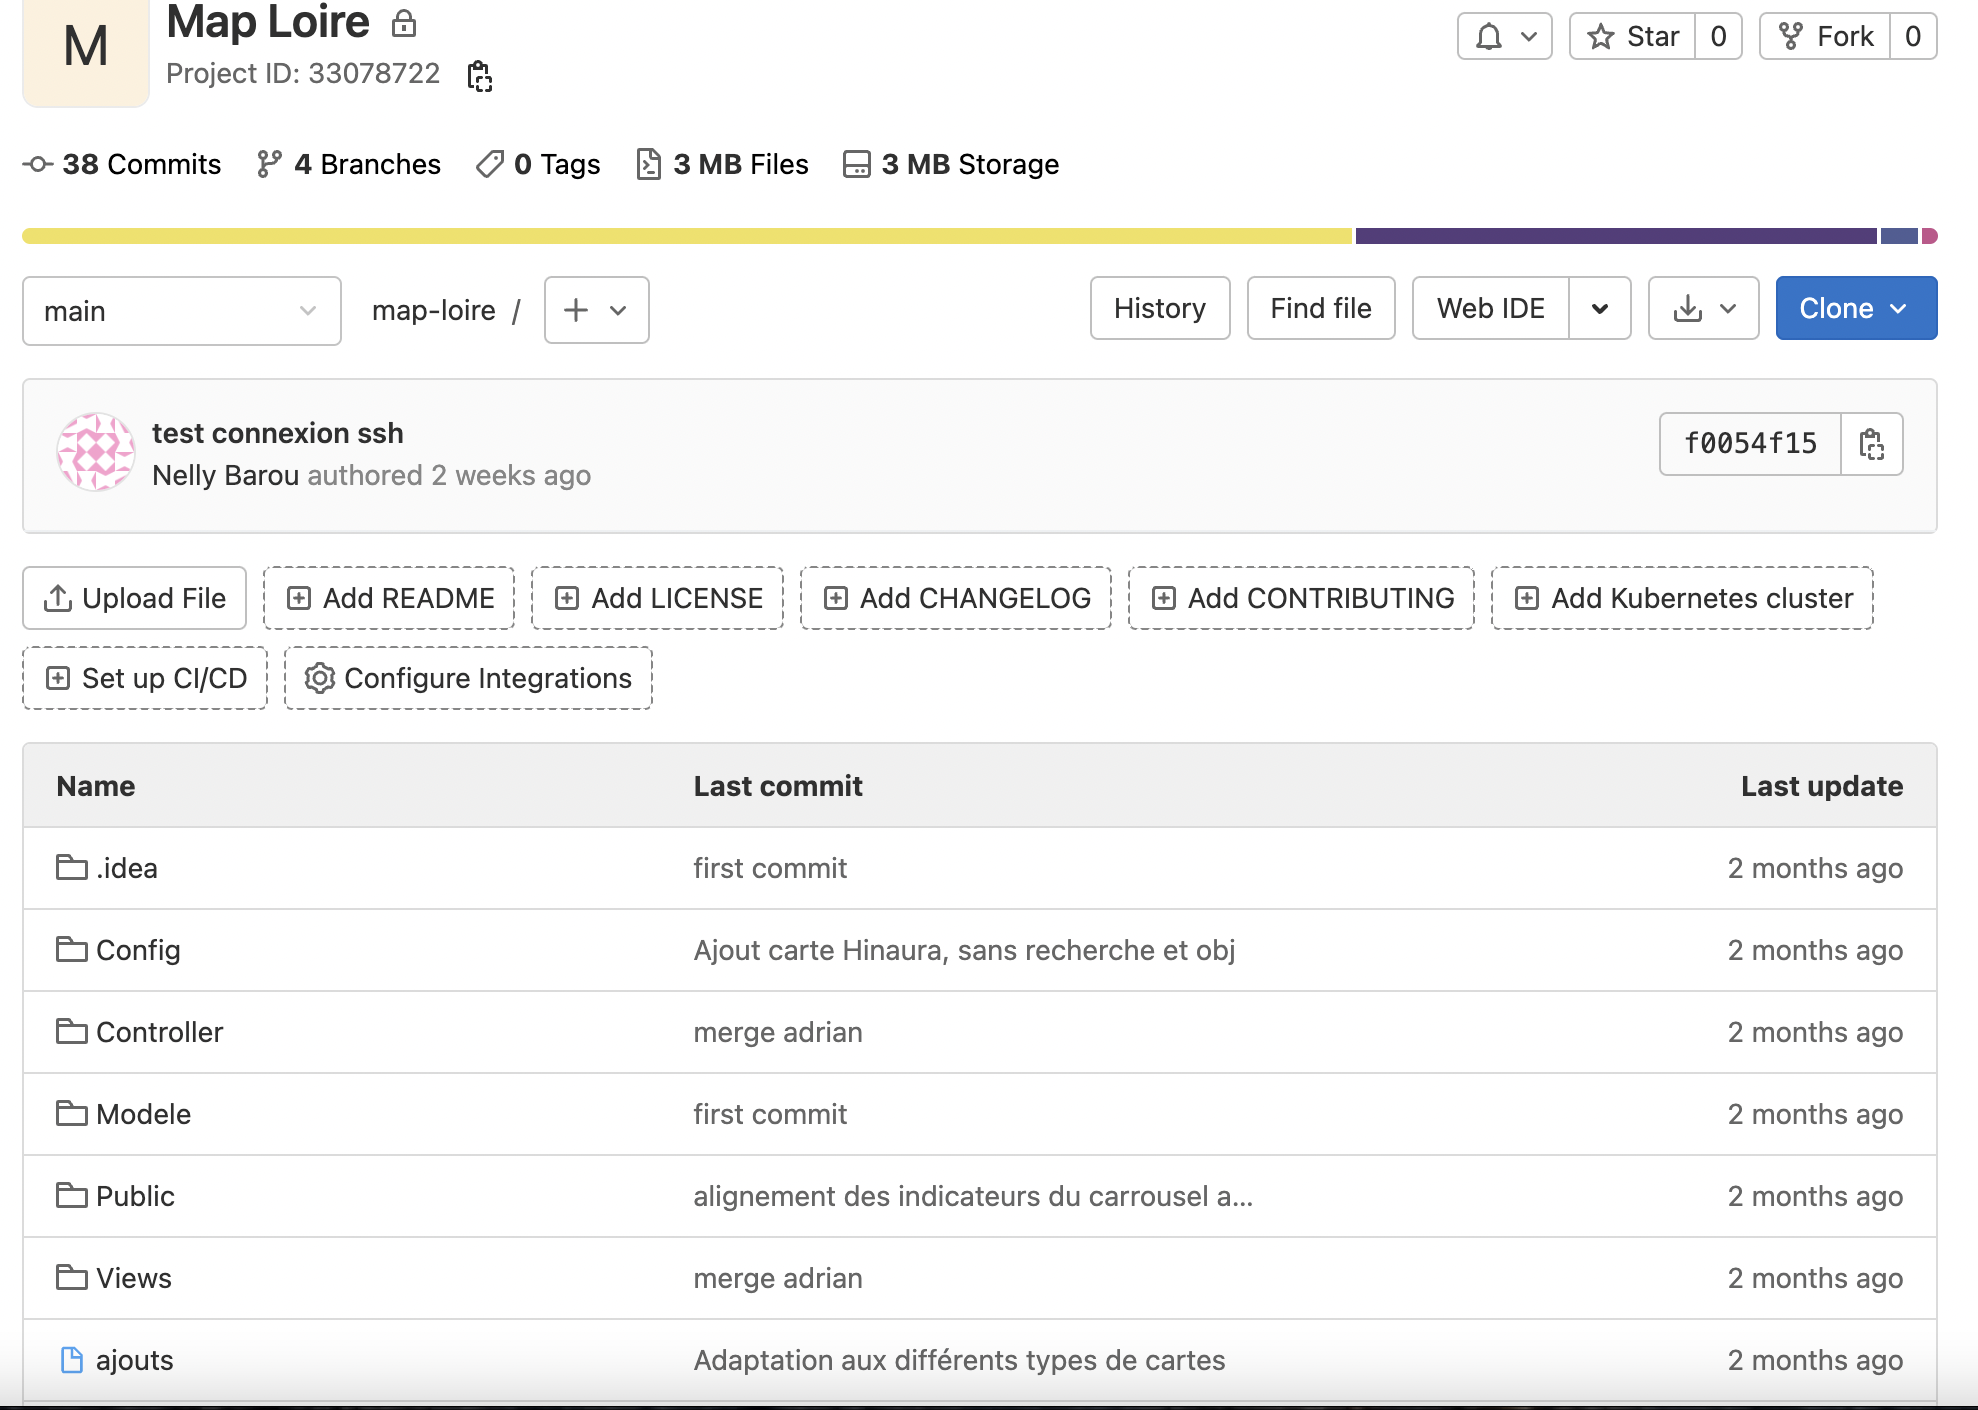 M
Map Loire
Project ID: 33078722
Star 0
Fork 0
38 Commits 4 Branches 0 Tags 3 MB Files 3 MB Storage
main
map-loire /
History
Find file
Web IDE
Clone
test connexion ssh
Nelly Barou authored 2 weeks ago
f0054f15
Upload File
Add README
Add LICENSE
Add CHANGELOG
Add CONTRIBUTING
Add Kubernetes cluster
Set up CI/CD
Configure Integrations
Name Last commit Last update
.idea first commit 2 months ago
Config Ajout carte Hinaura, sans recherche et obj 2 months ago
Controller merge adrian 2 months ago
Modele first commit 2 months ago
Public alignement des indicateurs du carrousel a... 2 months ago
Views merge adrian 2 months ago
ajouts Adaptation aux différents types de cartes 2 months ago